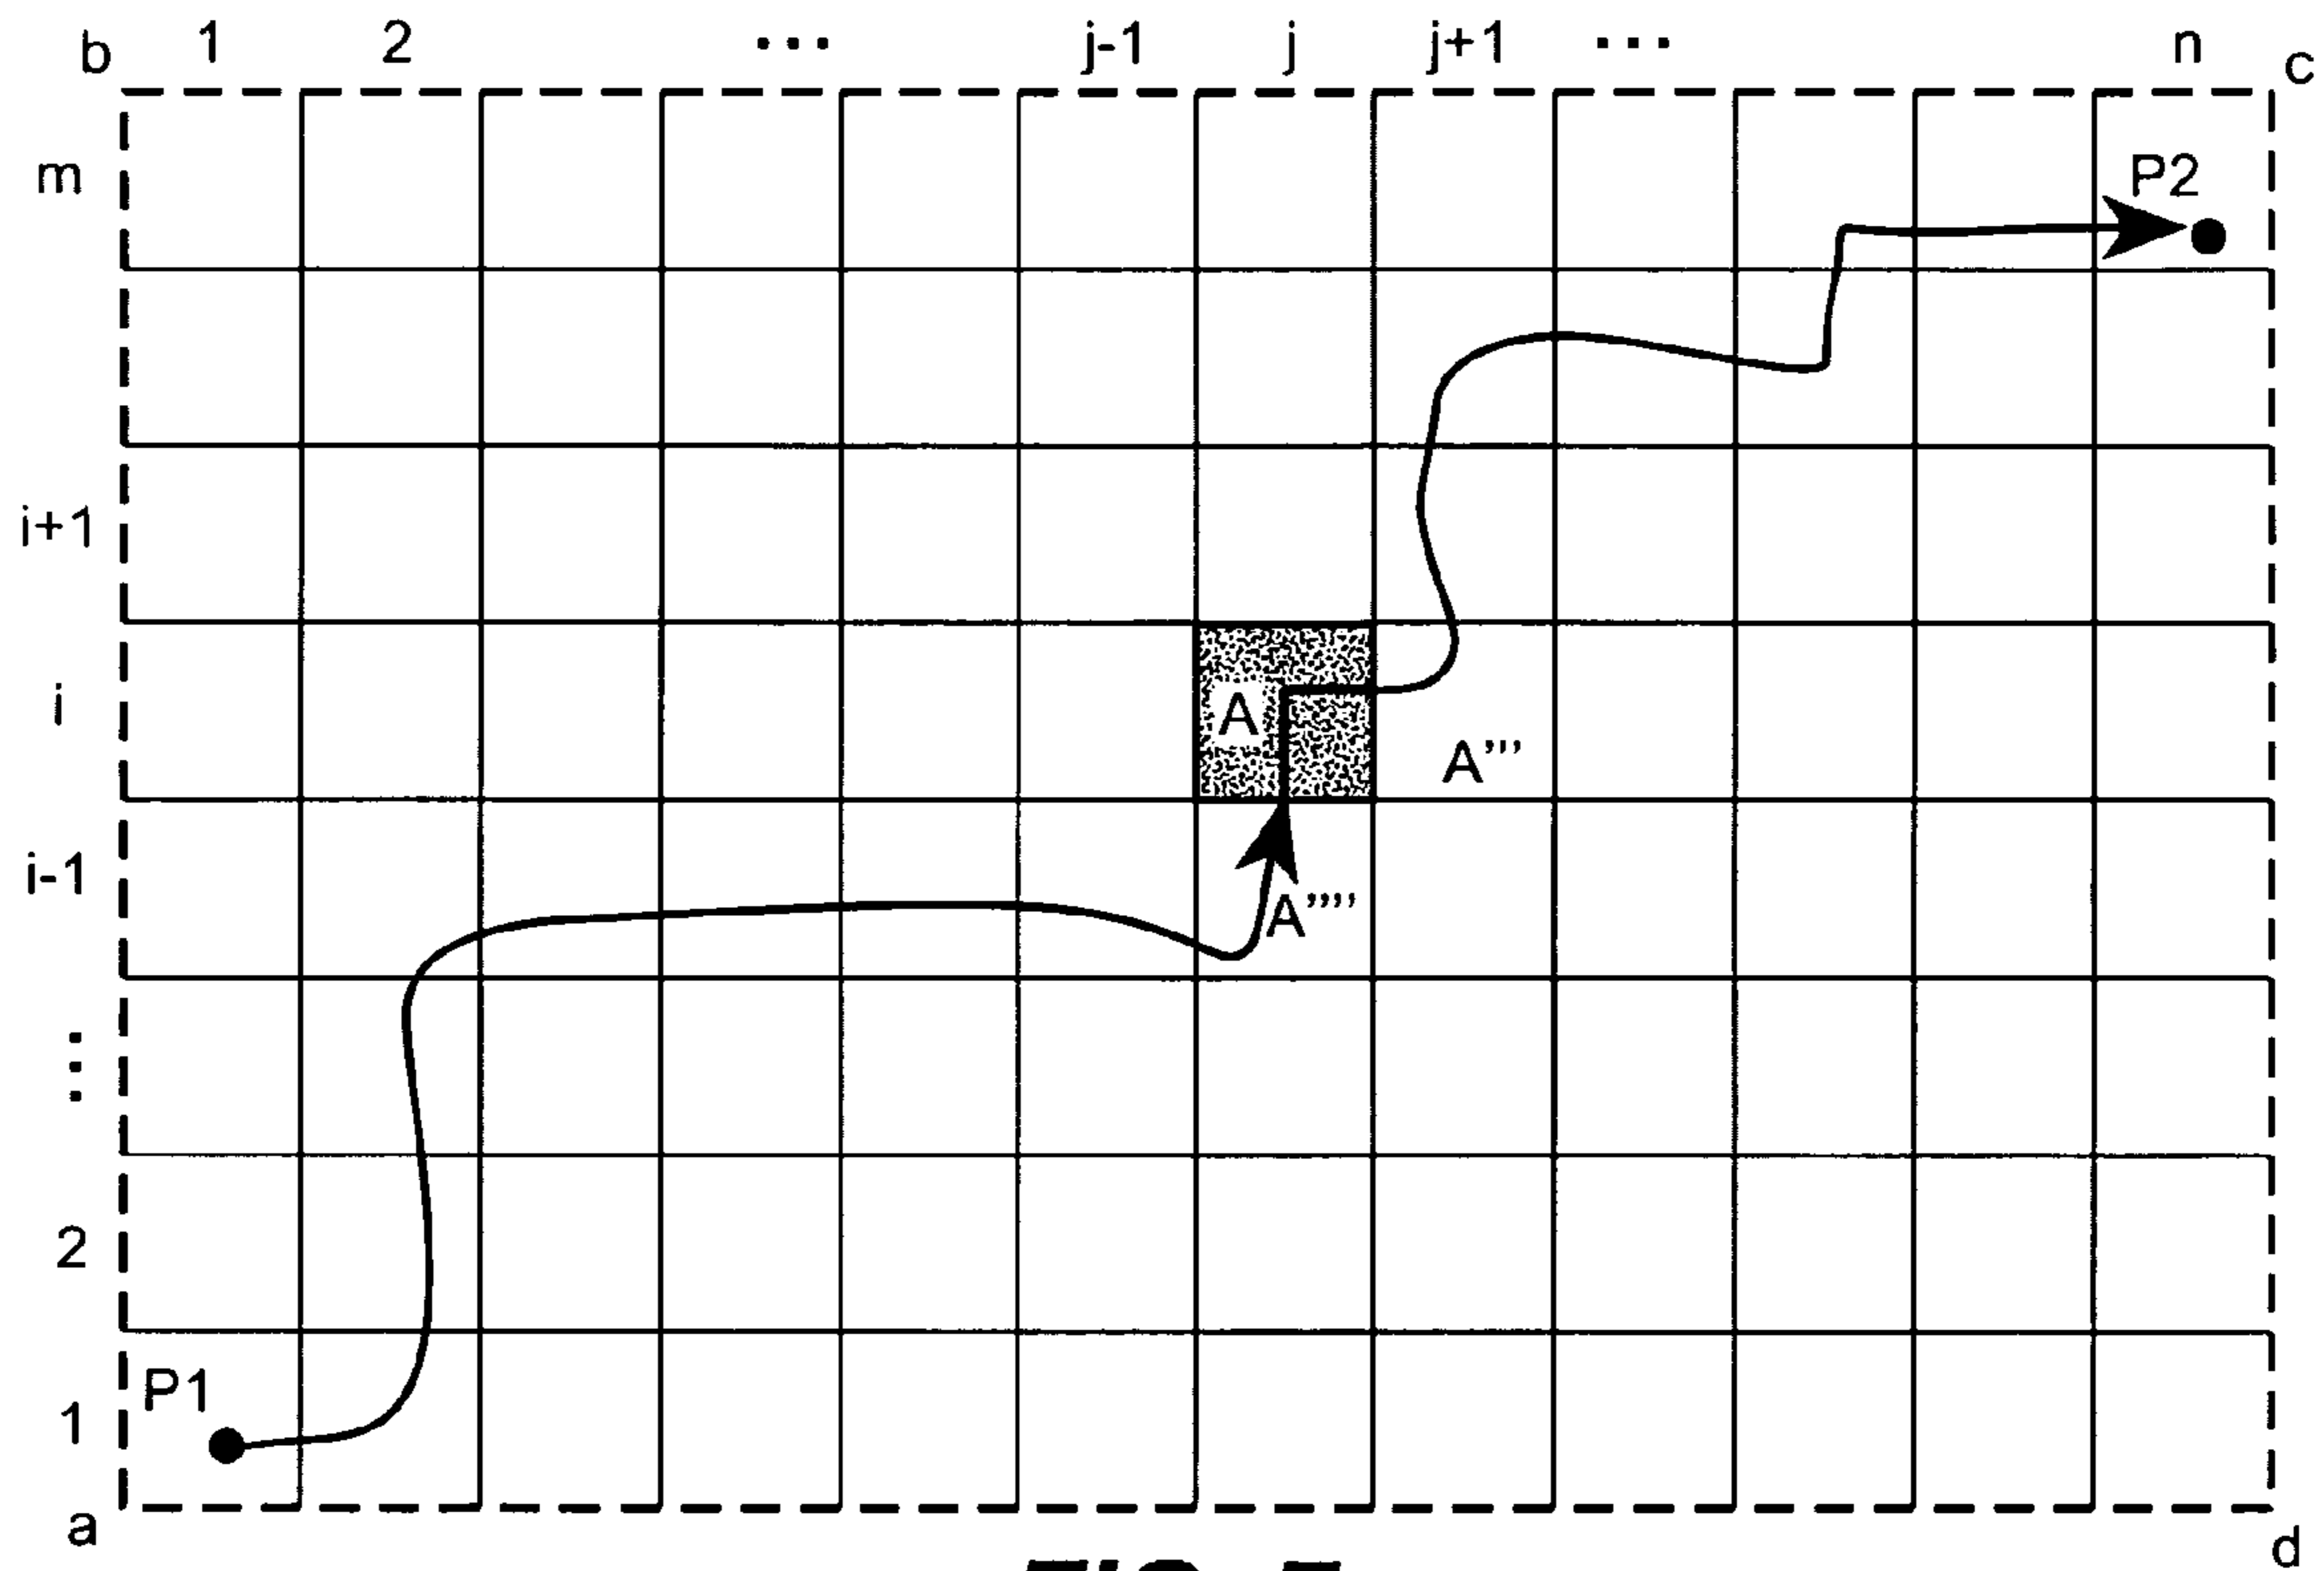 b 1 2 ... j-1 j j+1 ... n c
m
P2
i+1
i
A
A'''
i-1
A''''
⋮
2
P1
1
a
d